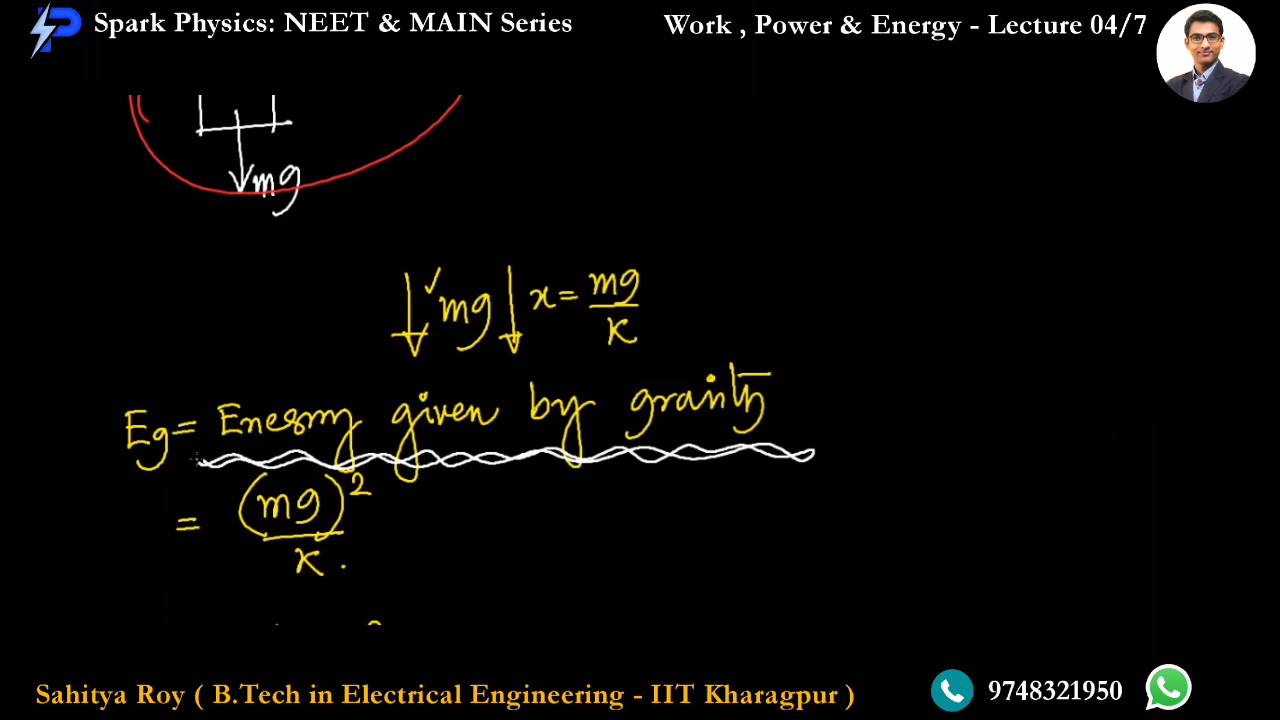 Spark Physics: NEET & MAIN Series
Work , Power & Energy - Lecture 04/7
mg
mg x = mg/k
Eg = Energy given by gravity
= (mg)²/k .
Sahitya Roy ( B.Tech in Electrical Engineering - IIT Kharagpur )
9748321950